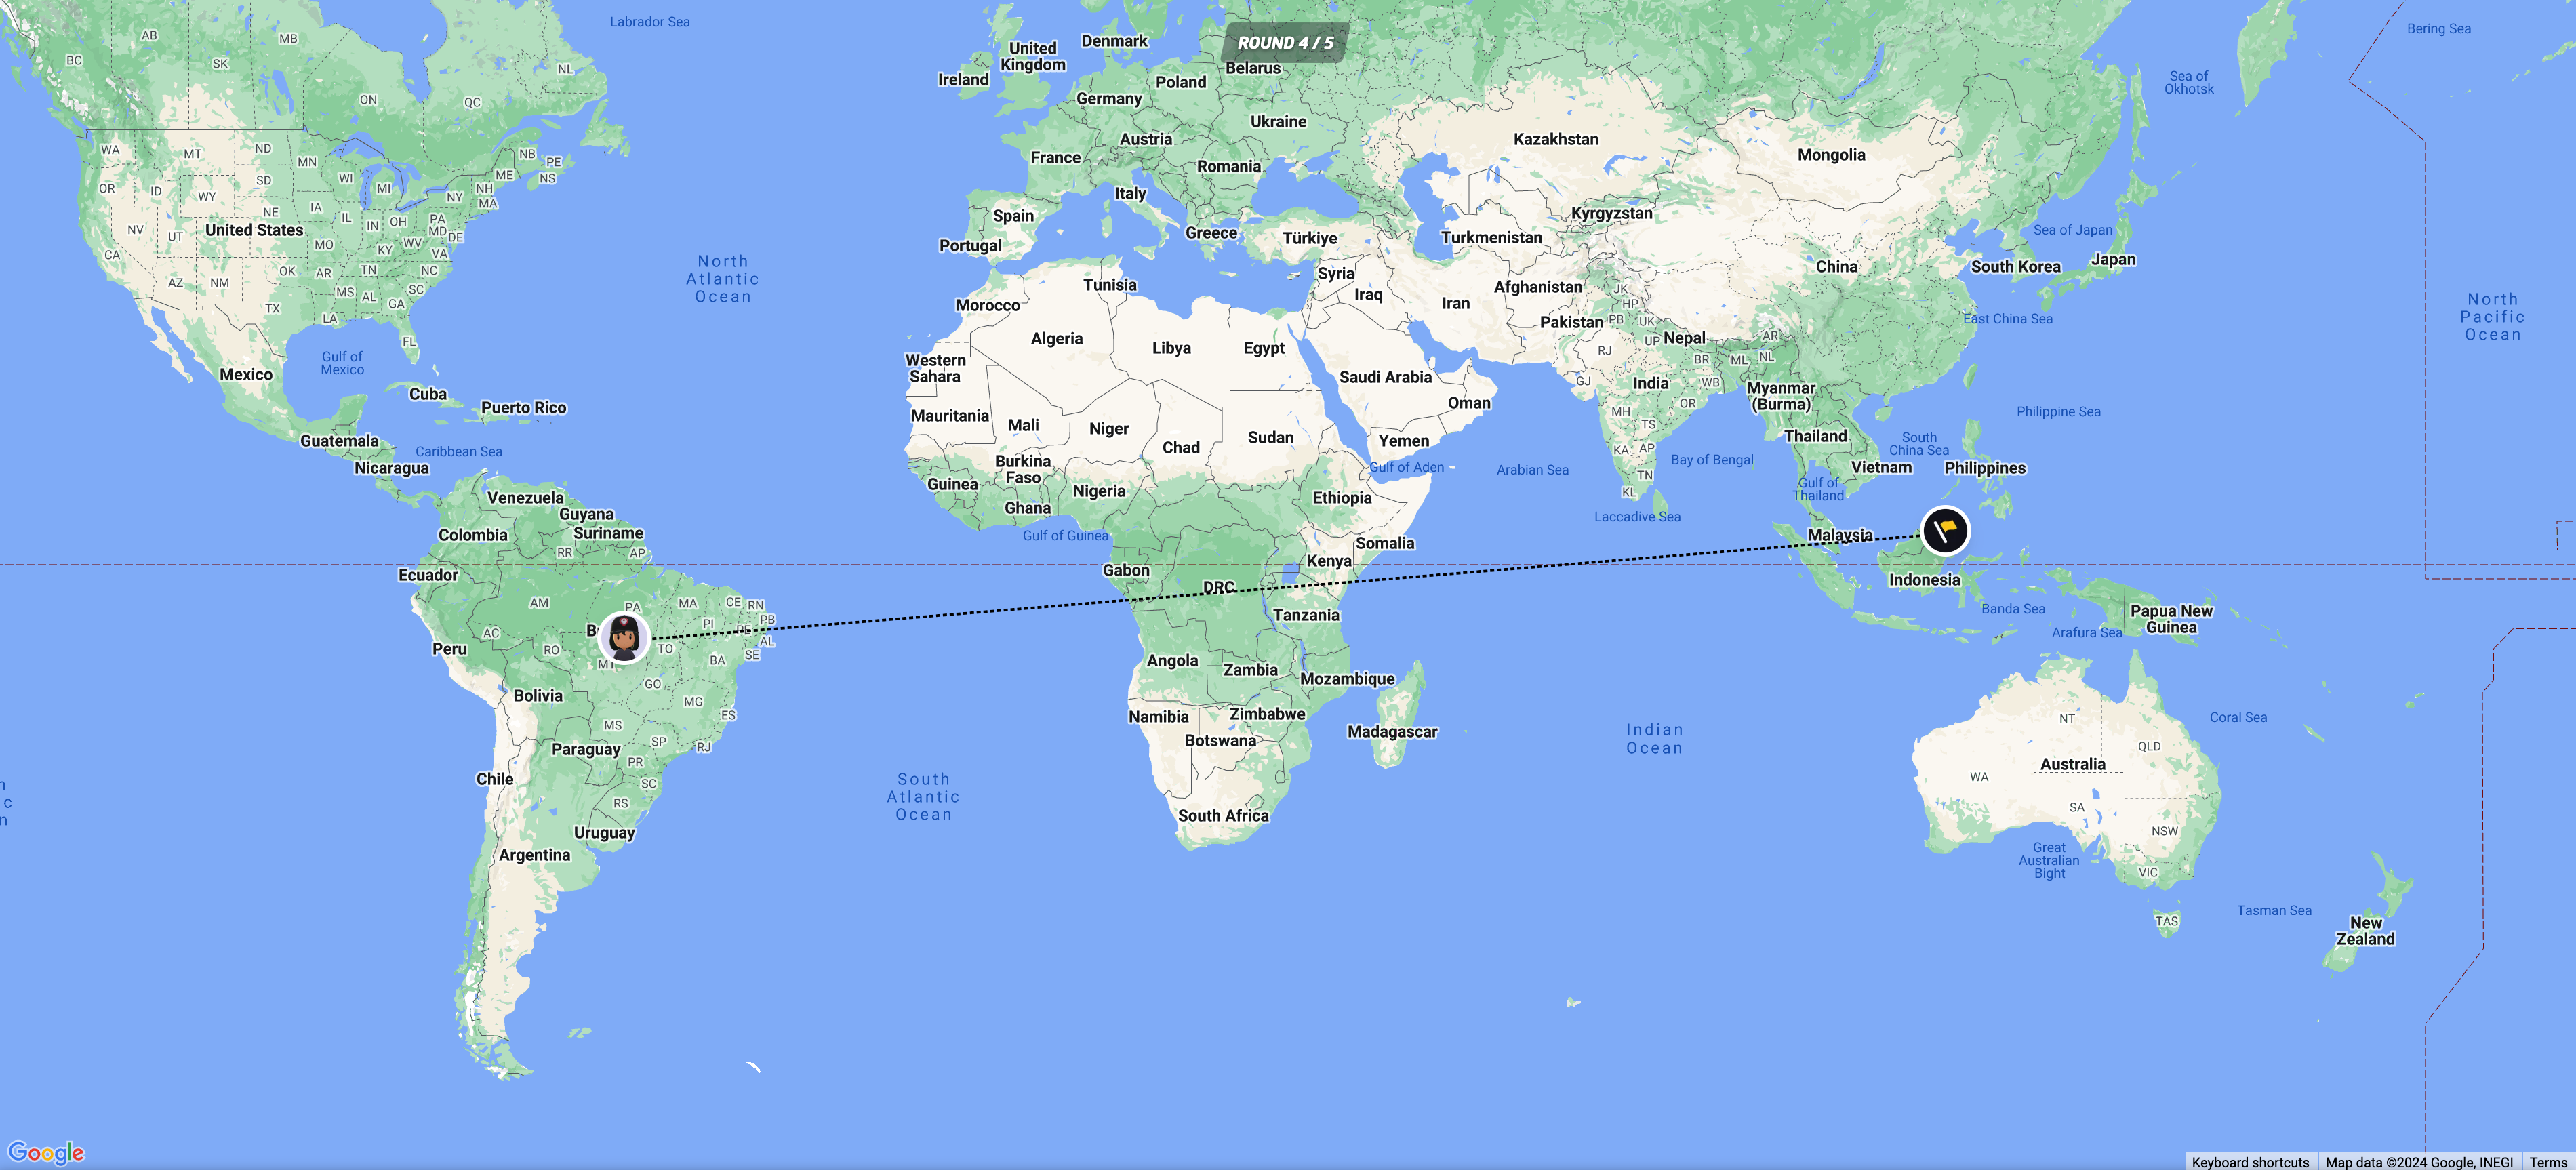 ROUND 4 / 5
Labrador Sea
Bering Sea
Sea of
Okhotsk
AB
MB
BC
SK
NL
ON
QC
United
Kingdom
Ireland
Denmark
Belarus
Poland
Germany
Ukraine
Austria
France
Romania
Italy
Spain
Portugal
Greece
Türkiye
Kazakhstan
Mongolia
Kyrgyzstan
Turkmenistan
WA
MT
ND
MN
NB
PE
NS
ME
OR
ID
WY
SD
WI
MI
NY
NH
MA
NE
IA
IL
IN
OH
PA
MD
DE
NV
UT
United States
MO
KY
WV
VA
CA
AZ
NM
OK
AR
TN
NC
MS
AL
GA
SC
TX
LA
FL
North
Atlantic
Ocean
Gulf of
Mexico
Mexico
Cuba
Puerto Rico
Guatemala
Caribbean Sea
Nicaragua
Syria
Iraq
Iran
Afghanistan
Pakistan
China
South Korea
Japan
Sea of Japan
East China Sea
North
Pacific
Ocean
Tunisia
Morocco
Algeria
Libya
Egypt
Western
Sahara
Saudi Arabia
Oman
Yemen
Mauritania
Mali
Niger
Chad
Sudan
Burkina
Faso
Guinea
Ghana
Nigeria
Ethiopia
Gulf of Aden
Arabian Sea
Gulf of Guinea
Somalia
Kenya
Gabon
DRC
Tanzania
JK
HP
PB
UK
UP
Nepal
AR
RJ
BR
ML
NL
GJ
India
WB
OR
MH
TS
KA
AP
TN
KL
Myanmar
(Burma)
Thailand
Vietnam
South
China Sea
Philippines
Philippine Sea
Bay of Bengal
Gulf of
Thailand
Laccadive Sea
Malaysia
Indonesia
Banda Sea
Arafura Sea
Papua New
Guinea
Venezuela
Guyana
Suriname
Colombia
Ecuador
RR
AP
AM
PA
MA
CE
RN
PB
PI
PE
AL
AC
RO
MT
TO
SE
BA
Peru
Bolivia
GO
MG
ES
MS
SP
RJ
Paraguay
PR
SC
RS
Chile
Uruguay
Argentina
Angola
Zambia
Mozambique
Namibia
Zimbabwe
Botswana
Madagascar
South Africa
South
Atlantic
Ocean
Indian
Ocean
NT
QLD
Coral Sea
WA
Australia
SA
NSW
VIC
Great
Australian
Bight
TAS
Tasman Sea
New
Zealand
Google
Keyboard shortcuts
Map data ©2024 Google, INEGI
Terms